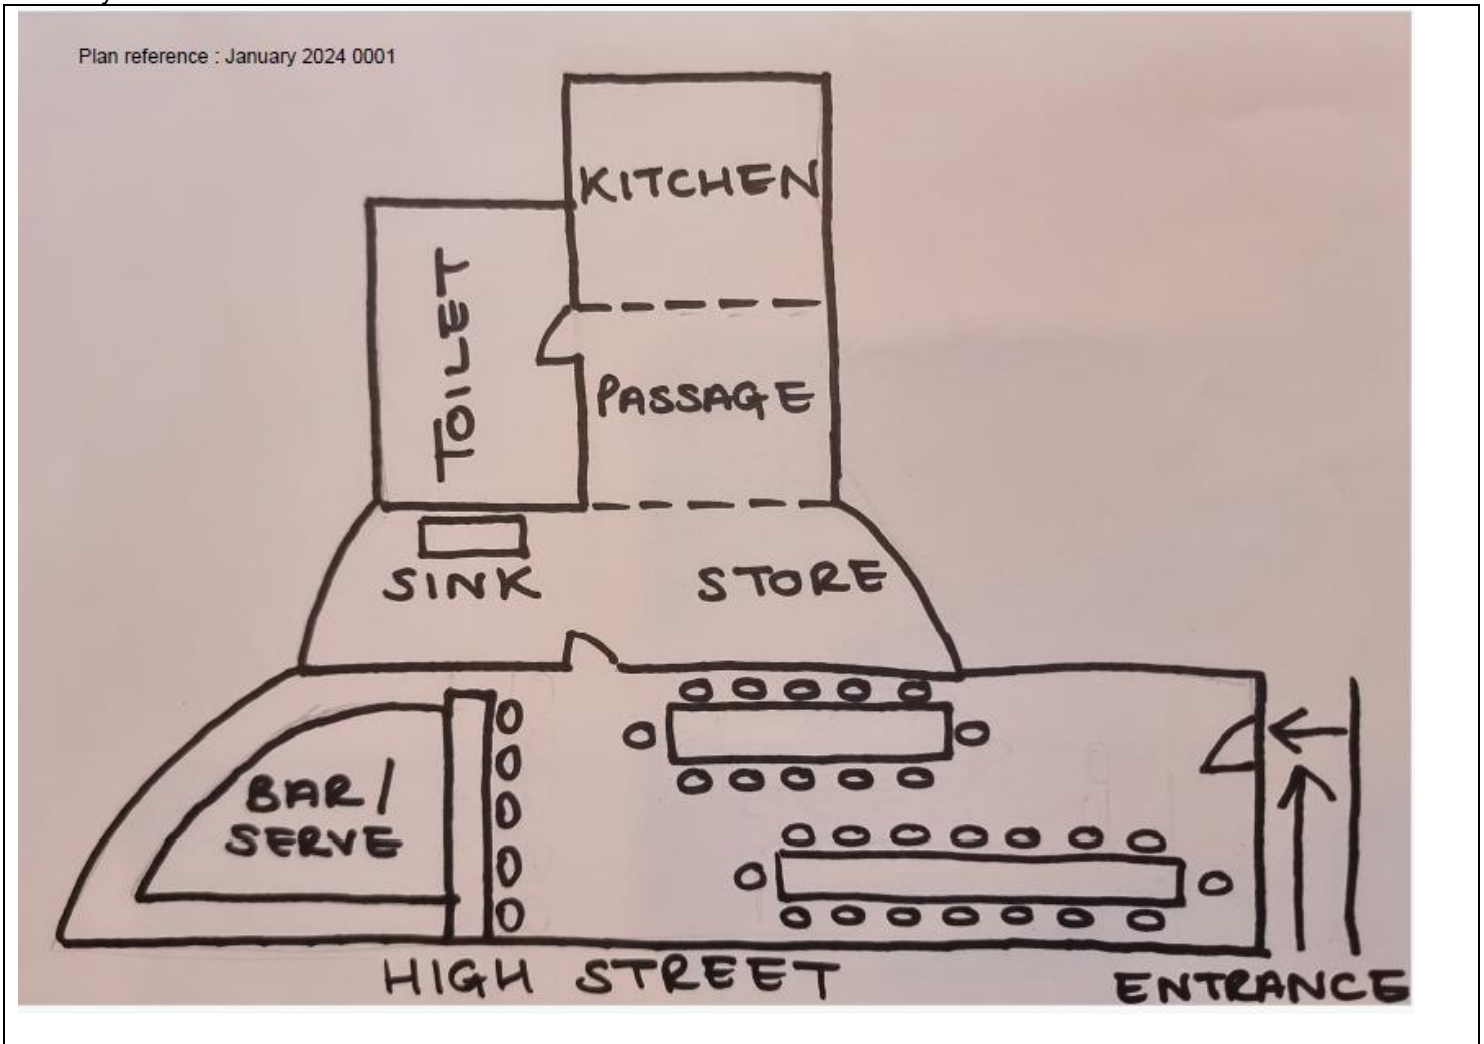 Plan reference : January 2024 0001
KITCHEN
TOILET
PASSAGE
SINK
STORE
BAR/
SERVE
HIGH STREET
ENTRANCE